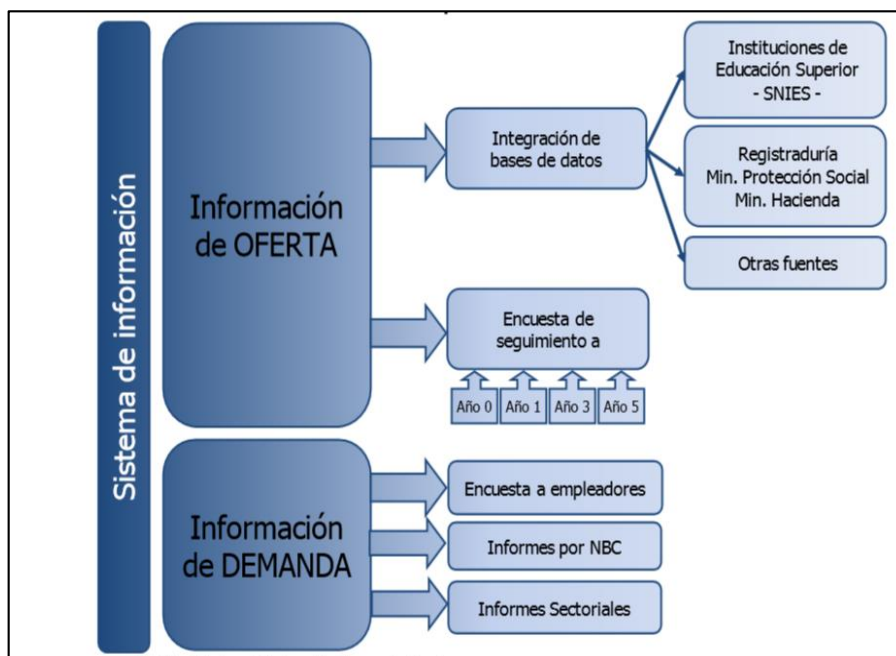 Sistema de información
Información
de OFERTA
Integración de
bases de datos
Instituciones de
Educación Superior
- SNIES -
Registraduría
Min. Protección Social
Min. Hacienda
Otras fuentes
Encuesta de
seguimiento a
Año 0
Año 1
Año 3
Año 5
Información
de DEMANDA
Encuesta a empleadores
Informes por NBC
Informes Sectoriales